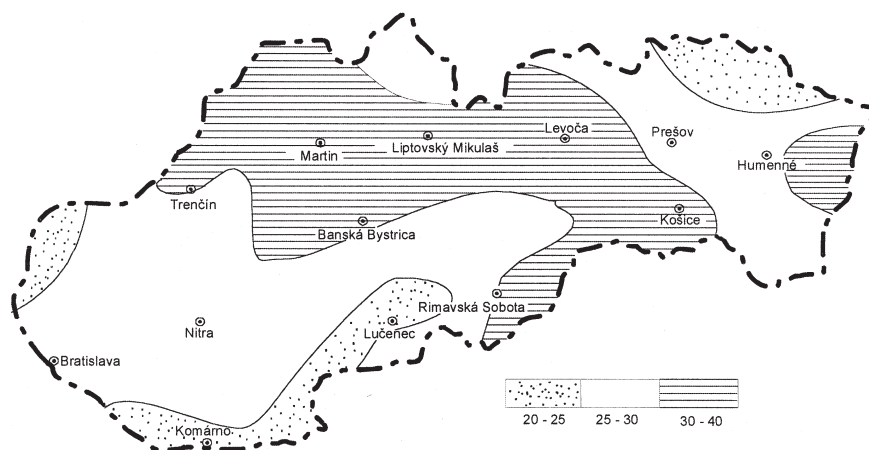 Levoča
Prešov
Martin
Liptovský Mikulaš
Humenné
Trenčín
Banská Bystrica
Košice
Rimavská Sobota
Nitra
Lučenec
Bratislava
Komárno
20 - 25
25 - 30
30 - 40